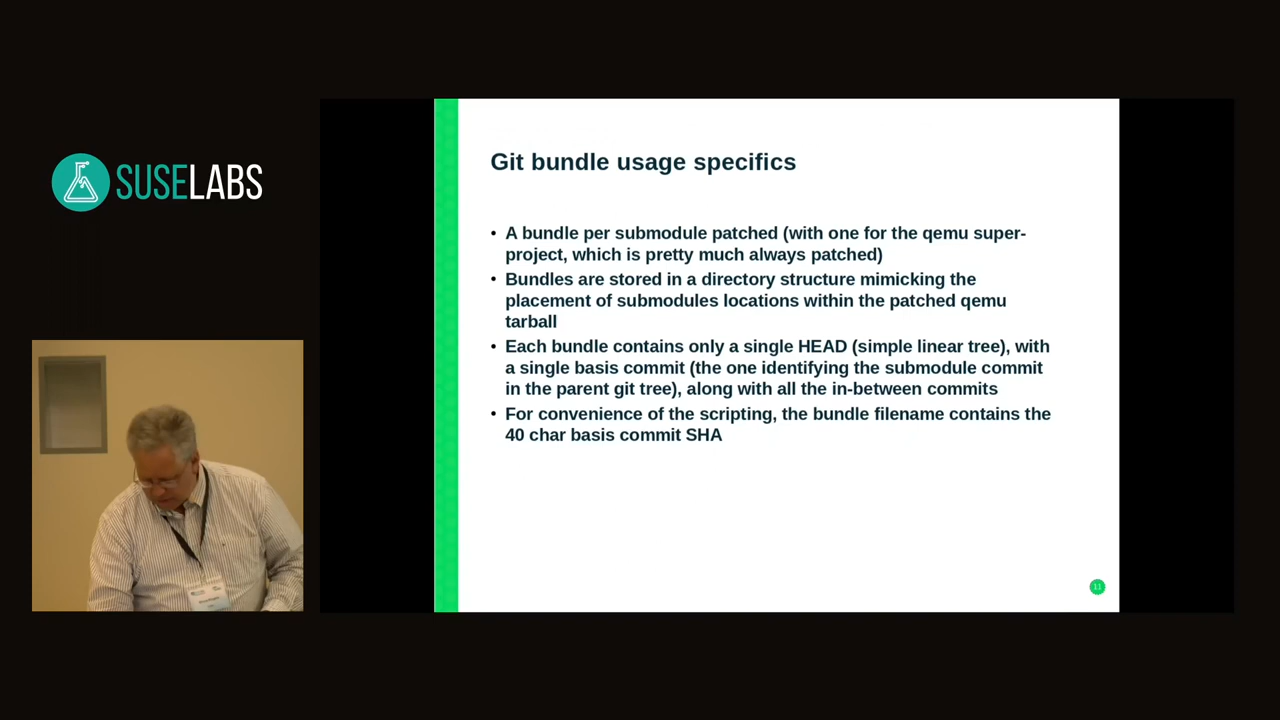 SUSELABS
Git bundle usage specifics
• A bundle per submodule patched (with one for the qemu super-
project, which is pretty much always patched)
• Bundles are stored in a directory structure mimicking the
placement of submodules locations within the patched qemu
tarball
• Each bundle contains only a single HEAD (simple linear tree), with
a single basis commit (the one identifying the submodule commit
in the parent git tree), along with all the in-between commits
• For convenience of the scripting, the bundle filename contains the
40 char basis commit SHA
11